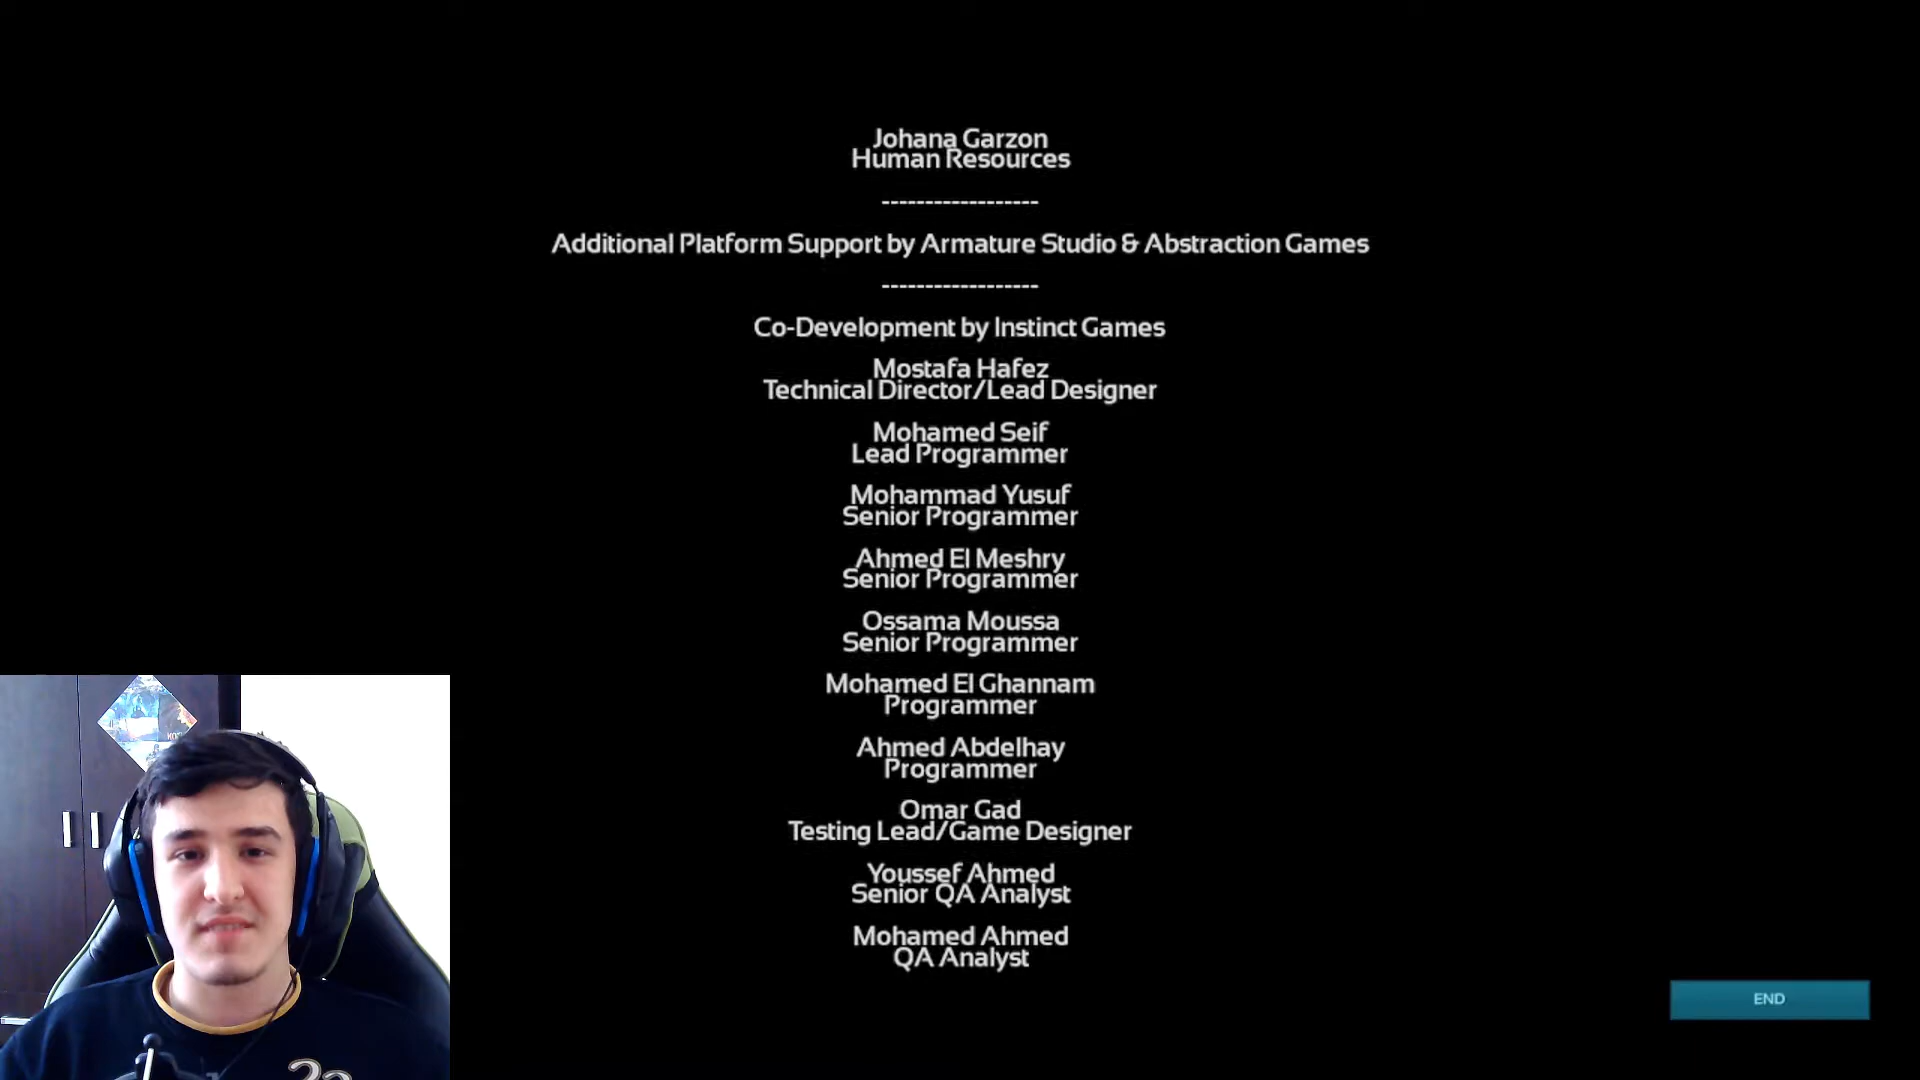 Johana Garzon
Human Resources
------------------
Additional Platform Support by Armature Studio & Abstraction Games
------------------
Co-Development by Instinct Games
Mostafa Hafez
Technical Director/Lead Designer
Mohamed Seif
Lead Programmer
Mohammad Yusuf
Senior Programmer
Ahmed El Meshry
Senior Programmer
Ossama Moussa
Senior Programmer
Mohamed El Ghannam
Programmer
Ahmed Abdelhay
Programmer
Omar Gad
Testing Lead/Game Designer
Youssef Ahmed
Senior QA Analyst
Mohamed Ahmed
QA Analyst
END